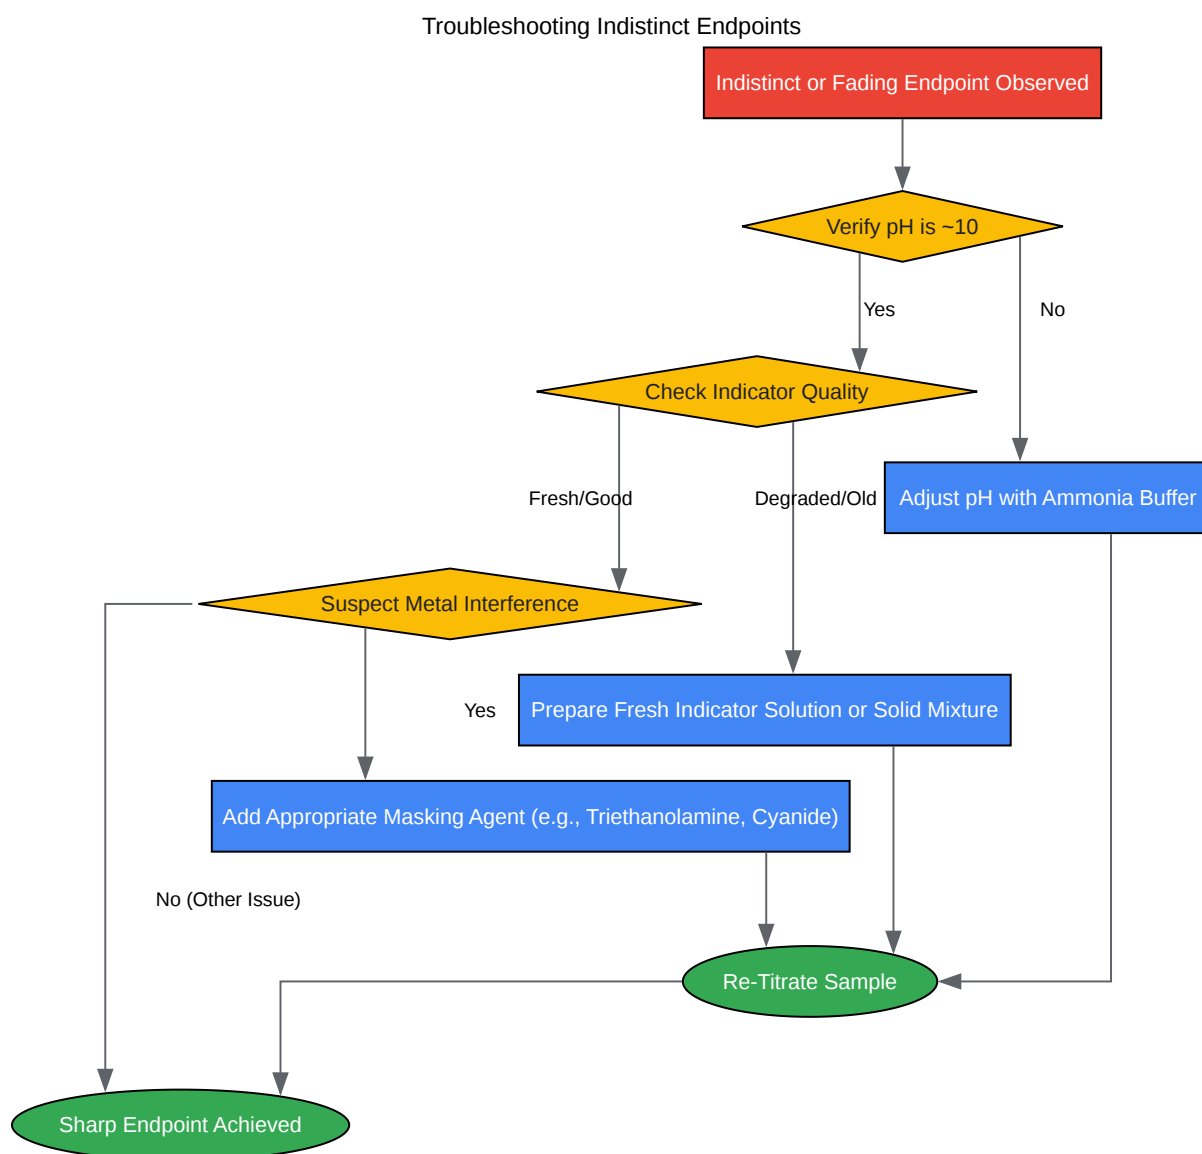 Troubleshooting Indistinct Endpoints
Indistinct or Fading Endpoint Observed
Verify pH is ~10
Yes
No
Check Indicator Quality
Fresh/Good
Degraded/Old
Adjust pH with Ammonia Buffer
Suspect Metal Interference
Yes
Prepare Fresh Indicator Solution or Solid Mixture
Add Appropriate Masking Agent (e.g., Triethanolamine, Cyanide)
No (Other Issue)
Re-Titrate Sample
Sharp Endpoint Achieved